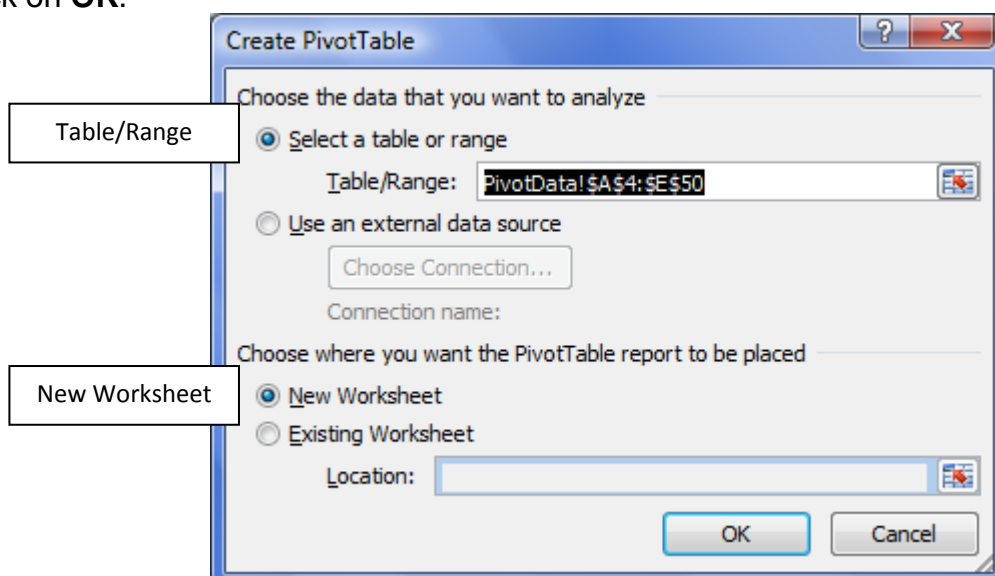 k on OK.
Create PivotTable
?
X
Choose the data that you want to analyze
Table/Range
Select a table or range
Table/Range: PivotData!$A$4:$E$50
Use an external data source
Choose Connection...
Connection name:
Choose where you want the PivotTable report to be placed
New Worksheet
New Worksheet
Existing Worksheet
Location:
OK
Cancel